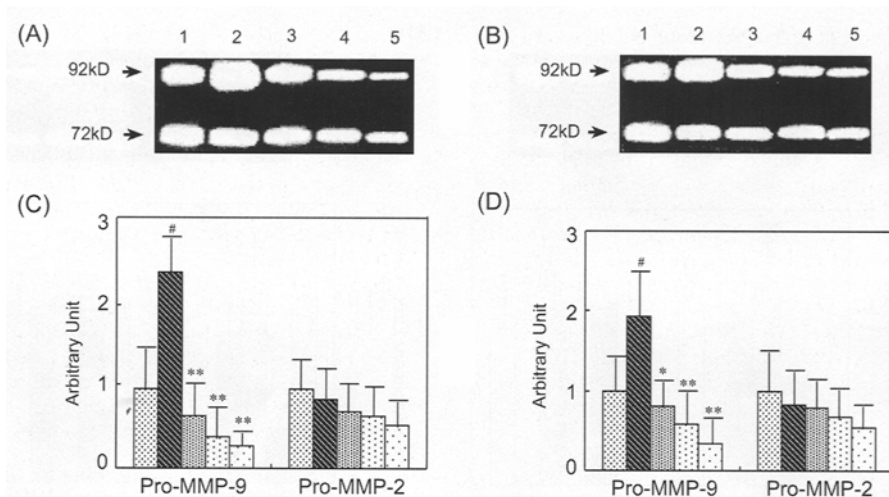 (A)
1 2 3 4 5
92kD
72kD
(B)
1 2 3 4 5
92kD
72kD
(C)
3
2
1
0
Arbitrary Unit
#
**
**
**
Pro-MMP-9 Pro-MMP-2
(D)
3
2
1
0
Arbitrary Unit
#
*
**
**
Pro-MMP-9 Pro-MMP-2